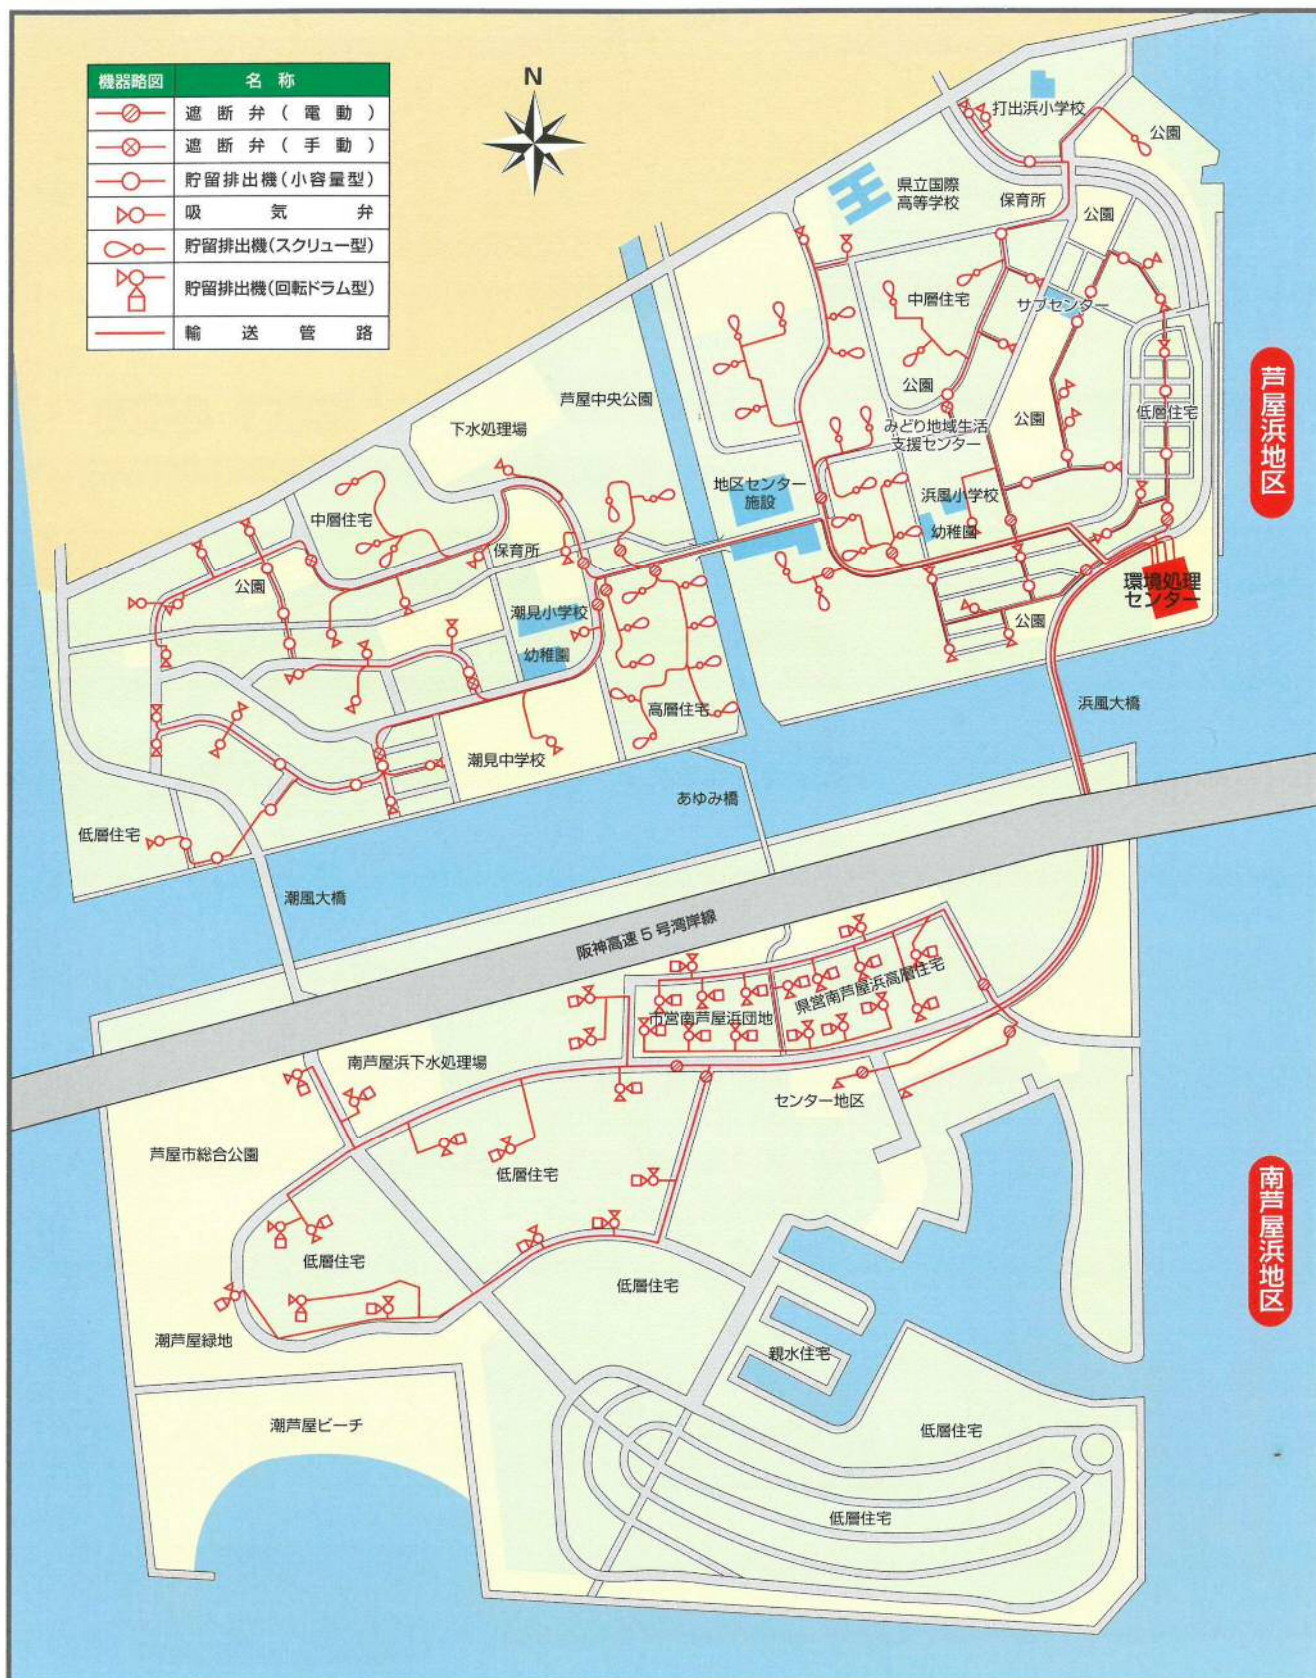 機器略図 名称
遮断弁(電動)
遮断弁(手動)
貯留排出機(小容量型)
吸気弁
貯留排出機(スクリュー型)
貯留排出機(回転ドラム型)
輸送管路
N
打出浜小学校
公園
県立国際
高等学校
保育所
公園
中層住宅
サブセンター
芦屋浜地区
公園
芦屋中央公園
下水処理場
みどり地域生活
支援センター
公園
低層住宅
地区センター
施設
浜風小学校
幼稚園
中層住宅
保育所
公園
環境処理
センター
潮見小学校
公園
幼稚園
高層住宅
浜風大橋
潮見中学校
あゆみ橋
低層住宅
潮風大橋
阪神高速5号湾岸線
県営南芦屋浜高層住宅
市営南芦屋浜団地
南芦屋浜下水処理場
センター地区
芦屋市総合公園
低層住宅
南芦屋浜地区
低層住宅
低層住宅
潮芦屋緑地
親水住宅
潮芦屋ビーチ
低層住宅
低層住宅